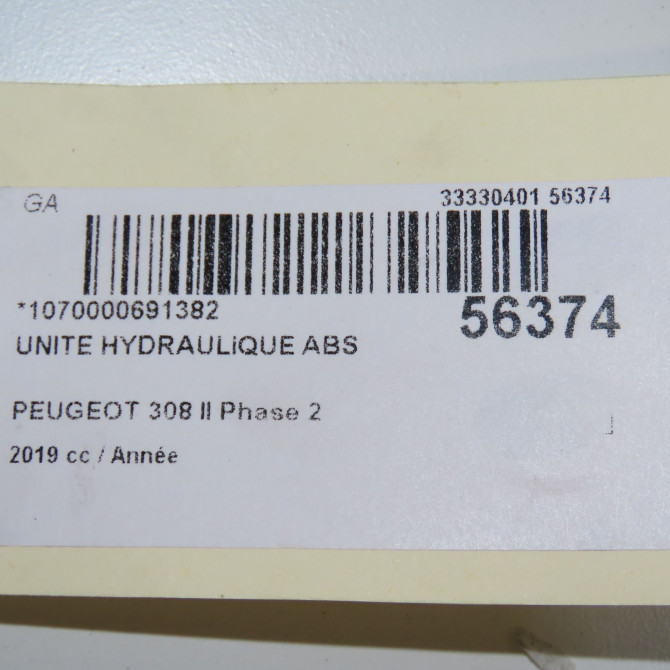 GA 33330401 56374
*1070000691382 56374
UNITE HYDRAULiQUE ABS
PEUGEOT 308 II Phase 2
2019 cc / Année